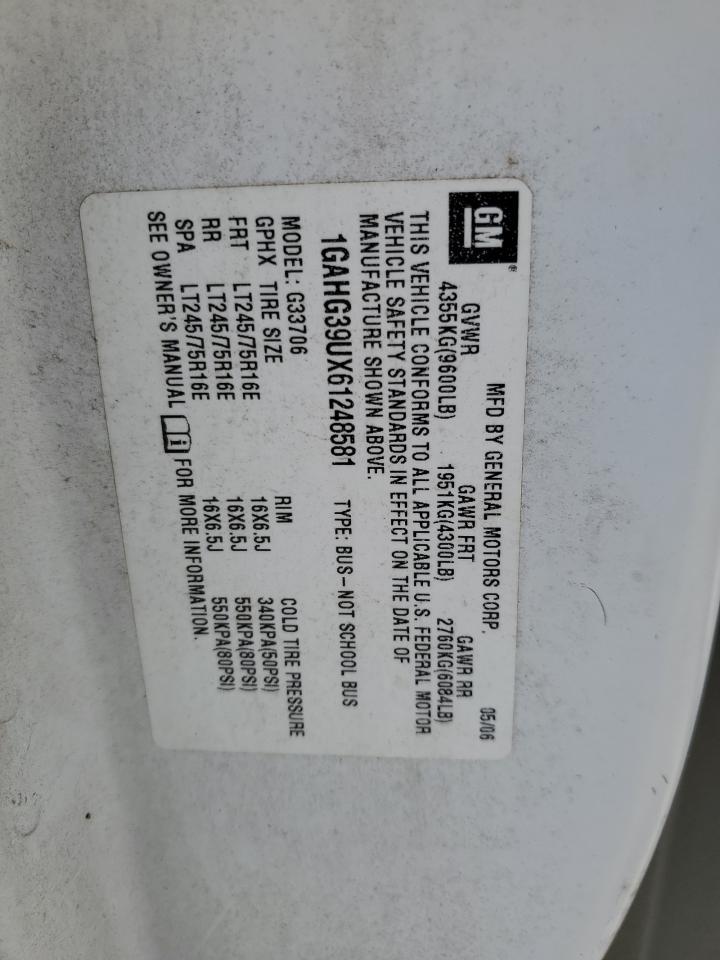 GM®
MFD BY GENERAL MOTORS CORP. 05/06
GVWR GAWR FRT GAWR RR
4355KG(9600LB) 1951KG(4300LB) 2760KG(6084LB)
THIS VEHICLE CONFORMS TO ALL APPLICABLE U.S. FEDERAL MOTOR
VEHICLE SAFETY STANDARDS IN EFFECT ON THE DATE OF
MANUFACTURE SHOWN ABOVE.
1GAHG39UX61248581 TYPE: BUS-NOT SCHOOL BUS
MODEL: G33706
GPHX TIRE SIZE RIM COLD TIRE PRESSURE
FRT LT245/75R16E 16X6.5J 340KPA(50PSI)
RR LT245/75R16E 16X6.5J 550KPA(80PSI)
SPA LT245/75R16E 16X6.5J 550KPA(80PSI)
SEE OWNER'S MANUAL i FOR MORE INFORMATION.